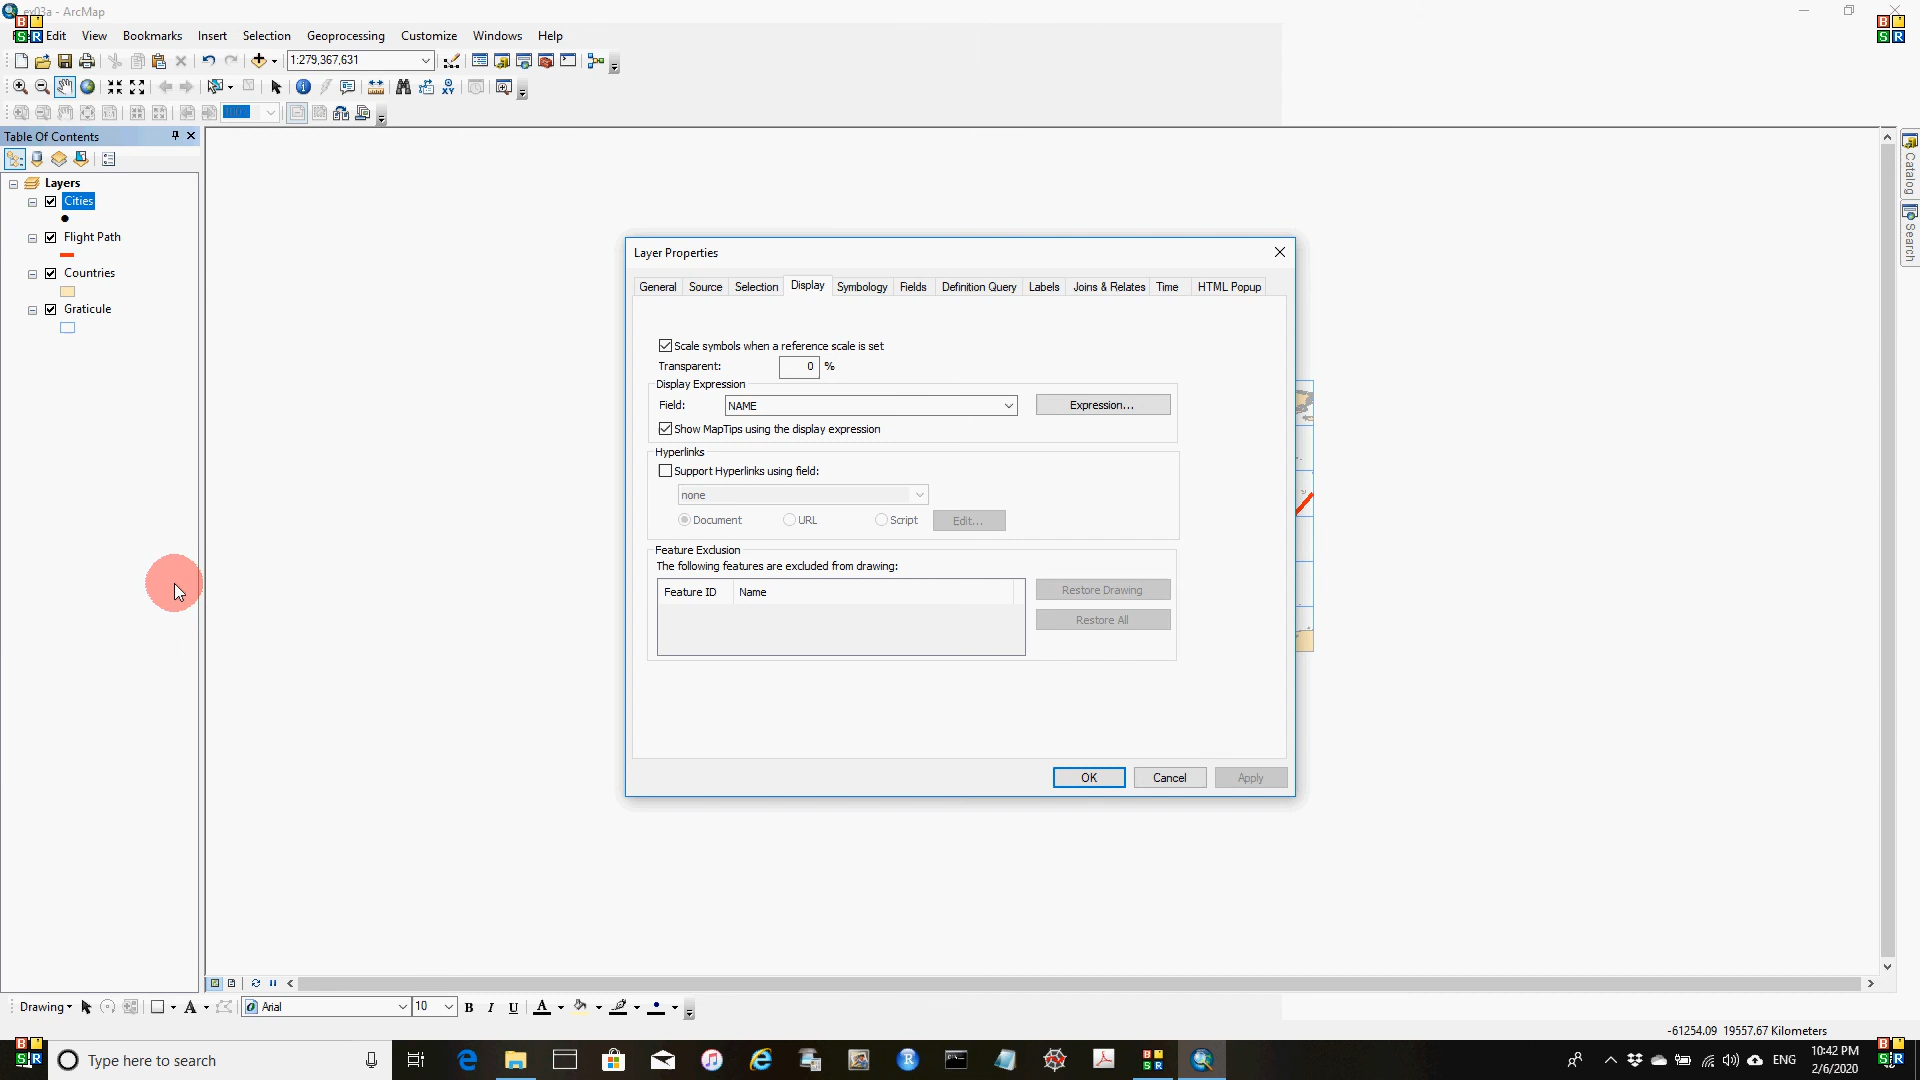 ex03a - ArcMap
Edit View Bookmarks Insert Selection Geoprocessing Customize Windows Help
1:279,367,631
100%
Table Of Contents
Layers
Cities
Flight Path
Countries
Graticule
Layer Properties
General Source Selection Display Symbology Fields Definition Query Labels Joins & Relates Time HTML Popup
Scale symbols when a reference scale is set
Transparent: 0 %
Display Expression
Field: NAME Expression...
Show MapTips using the display expression
Hyperlinks
Support Hyperlinks using field:
none
Document URL Script Edit...
Feature Exclusion
The following features are excluded from drawing:
Feature ID Name
Restore Drawing
Restore All
OK Cancel Apply
Catalog
Search
Drawing Arial 10 B I U A
-61254.09 19557.67 Kilometers
Type here to search
ENG
10:42 PM
2/6/2020